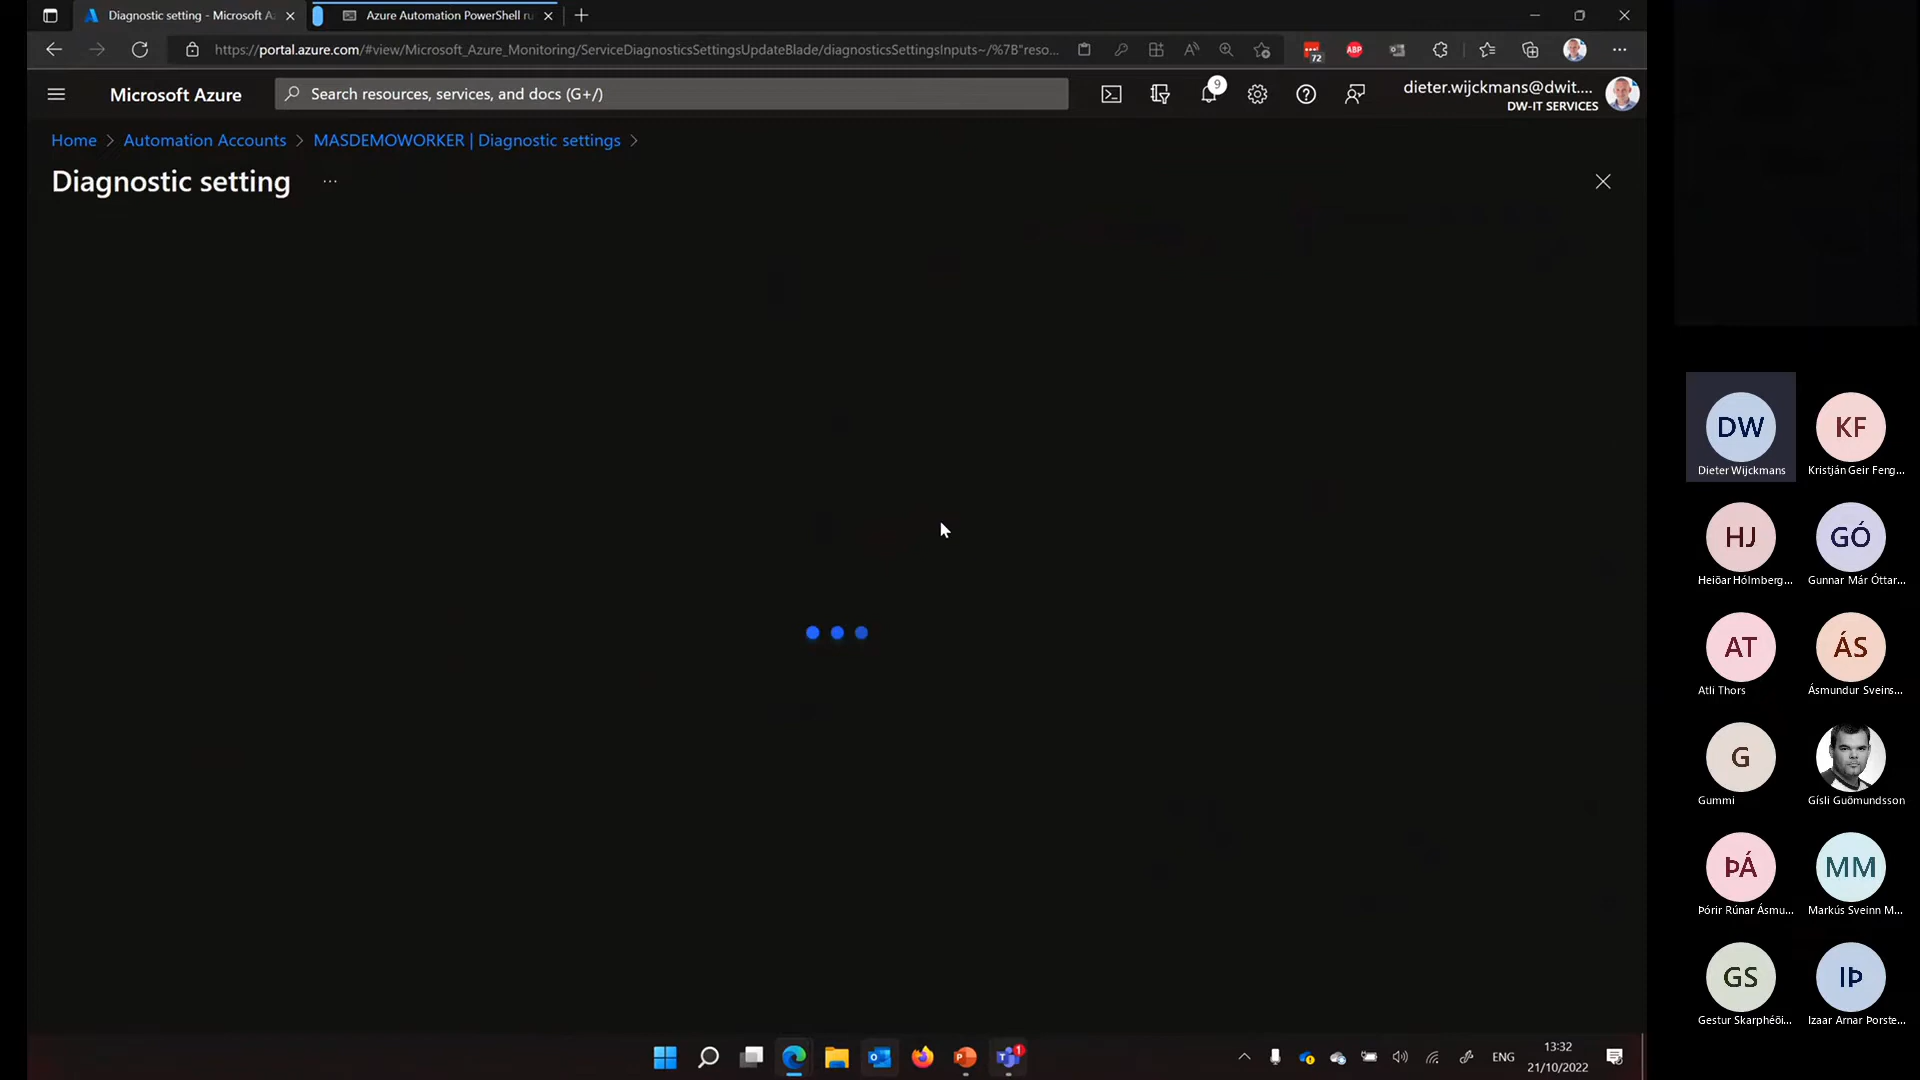 Diagnostic setting - Microsoft A
Azure Automation PowerShell ru
https://portal.azure.com/#view/Microsoft_Azure_Monitoring/ServiceDiagnosticsSettingsUpdateBlade/diagnosticsSettingsInputs~/%7B"reso...
72
ABP
Microsoft Azure
Search resources, services, and docs (G+/)
9
dieter.wijckmans@dwit....
DW-IT SERVICES
Home > Automation Accounts > MASDEMOWORKER | Diagnostic settings >
Diagnostic setting ...
DW
KF
Dieter Wijckmans
Kristján Geir Feng...
HJ
GÓ
Heiðar Hólmberg...
Gunnar Már Óttar...
AT
ÁS
Atli Thors
Ásmundur Sveins...
G
Gummi
Gísli Guðmundsson
ÞÁ
MM
Þórir Rúnar Ásmu...
Markús Sveinn M...
GS
IÞ
Gestur Skarphéði...
Izaar Arnar Þorste...
1
ENG
13:32
21/10/2022